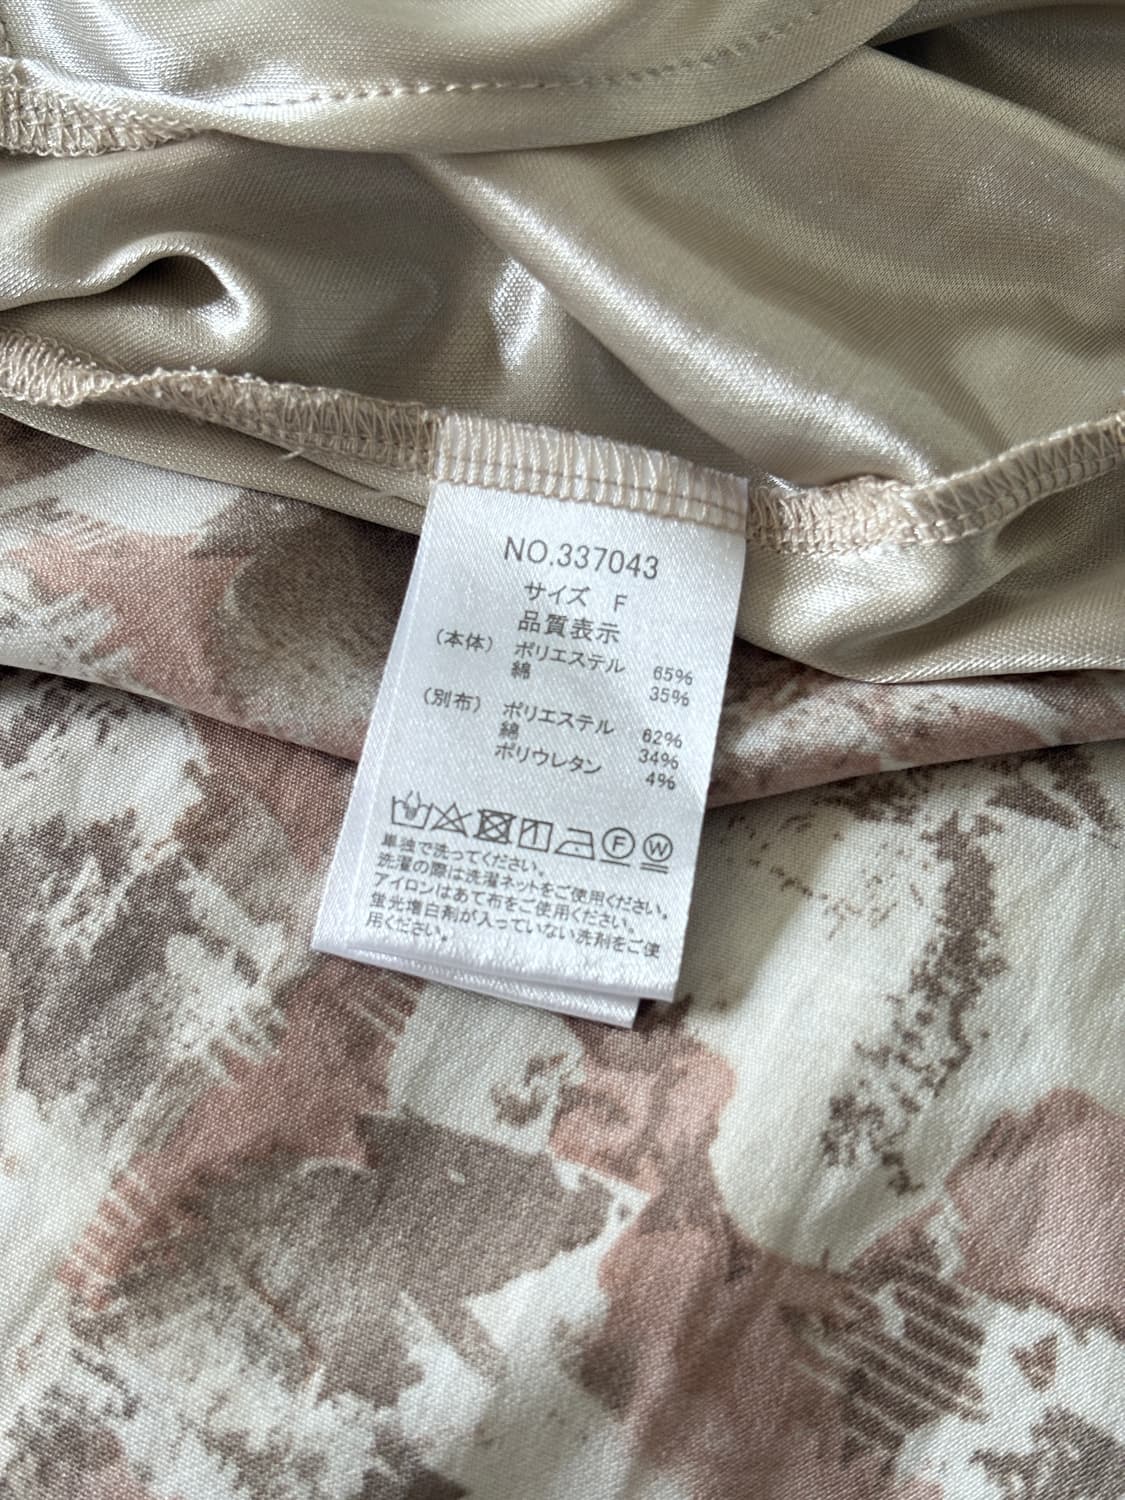 NO.337043
サイズ F
品質表示
(本体) ポリエステル 65%
綿 35%
(別布) ポリエステル 62%
綿 34%
ポリウレタン 4%
F W
単独で洗ってください。
洗濯の際は洗濯ネットをご使用ください。
アイロンはあて布をご使用ください。
蛍光増白剤が入っていない洗剤をご使
用ください。